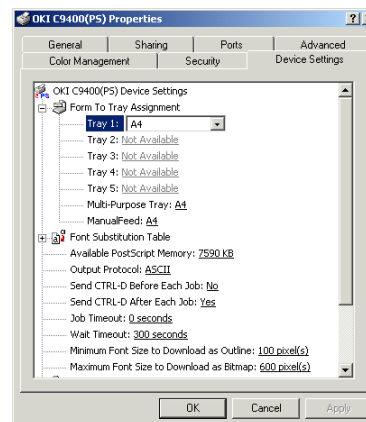 OKI C9400(PS) Properties
General Sharing Ports Advanced
Color Management Security Device Settings
OKI C9400(PS) Device Settings
Form To Tray Assignment
Tray 1: A4
Tray 2: Not Available
Tray 3: Not Available
Tray 4: Not Available
Tray 5: Not Available
Multi-Purpose Tray: A4
ManualFeed: A4
Font Substitution Table
Available PostScript Memory: 7590 KB
Output Protocol: ASCII
Send CTRL-D Before Each Job: No
Send CTRL-D After Each Job: Yes
Job Timeout: 0 seconds
Wait Timeout: 300 seconds
Minimum Font Size to Download as Outline: 100 pixel(s)
Maximum Font Size to Download as Bitmap: 600 pixel(s)
OK Cancel Apply